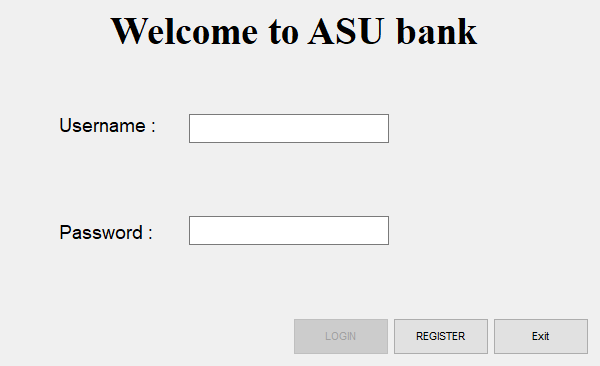 Welcome to ASU bank
Username :
Password :
LOGIN REGISTER Exit